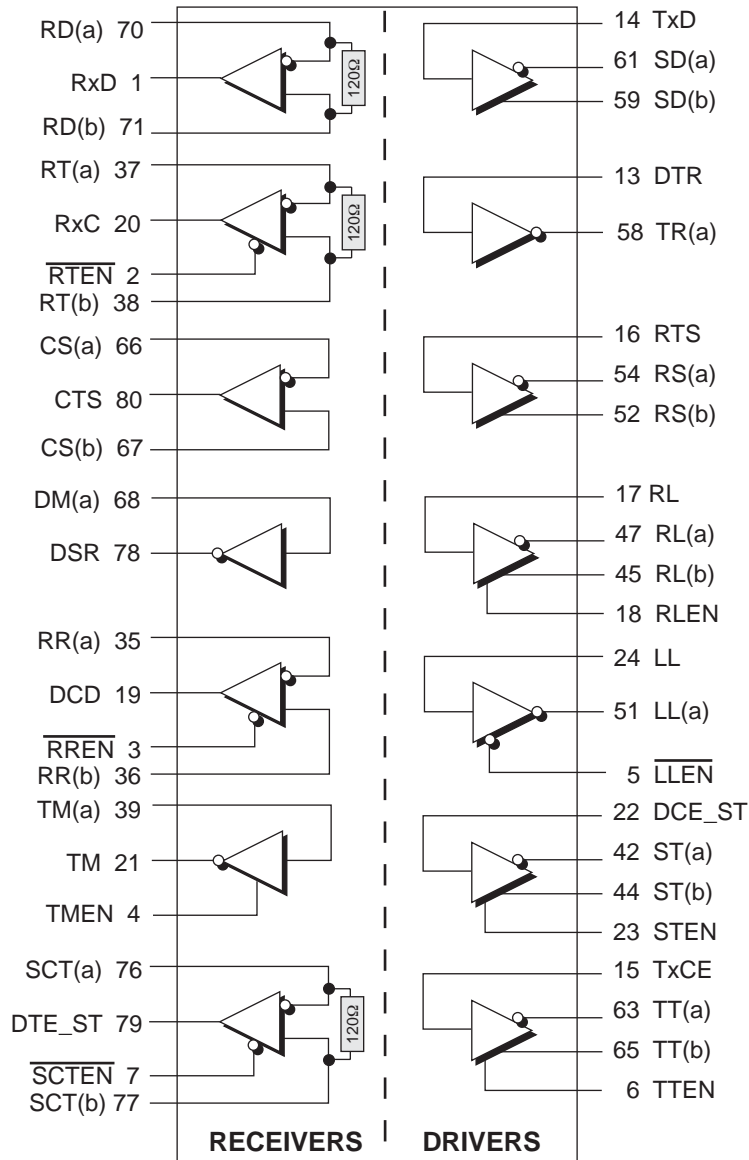 RD(a) 70
RxD 1
RD(b) 71
120Ω
RT(a) 37
RxC 20
RTEN 2
RT(b) 38
120Ω
CS(a) 66
CTS 80
CS(b) 67
DM(a) 68
DSR 78
RR(a) 35
DCD 19
RREN 3
RR(b) 36
TM(a) 39
TM 21
TMEN 4
SCT(a) 76
DTE_ST 79
SCTEN 7
SCT(b) 77
120Ω
RECEIVERS
14 TxD
61 SD(a)
59 SD(b)
13 DTR
58 TR(a)
16 RTS
54 RS(a)
52 RS(b)
17 RL
47 RL(a)
45 RL(b)
18 RLEN
24 LL
51 LL(a)
5 LLEN
22 DCE_ST
42 ST(a)
44 ST(b)
23 STEN
15 TxCE
63 TT(a)
65 TT(b)
6 TTEN
DRIVERS